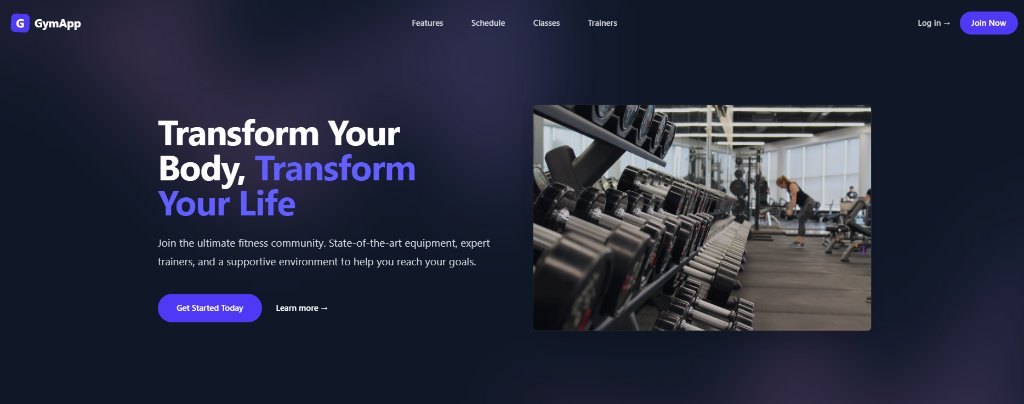 G GymApp
Features Schedule Classes Trainers
Log In → Join Now
Transform Your
Body, Transform
Your Life
Join the ultimate fitness community. State-of-the-art equipment, expert
trainers, and a supportive environment to help you reach your goals.
Get Started Today Learn more →